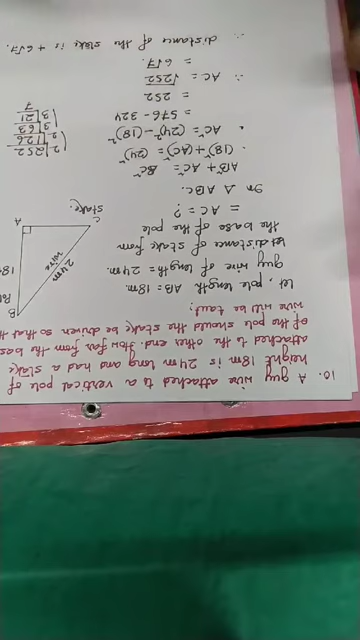 10. A guy wire attached to a vertical pole of
height 18m is 24m long and had a stake
attached to the other end. How far from the bas
of the pole should the stake be driven so that th
wire will be taut?
let, pole length AB = 18m.
guy wire of length = 24m.
let distance of stake from
the base of the pole
= AC = ?
In △ ABC.
AB² + AC² = BC²
(18)² + (AC)² = (24)²
AC² = (24)² - (18)²
576 - 324
= 252
∴ AC = √252
= 6√7.
∴ distance of the stake is + 6√7.
B
24m
wire
18
A
C
stake.
2 252
2 126
3 63
3 21
7